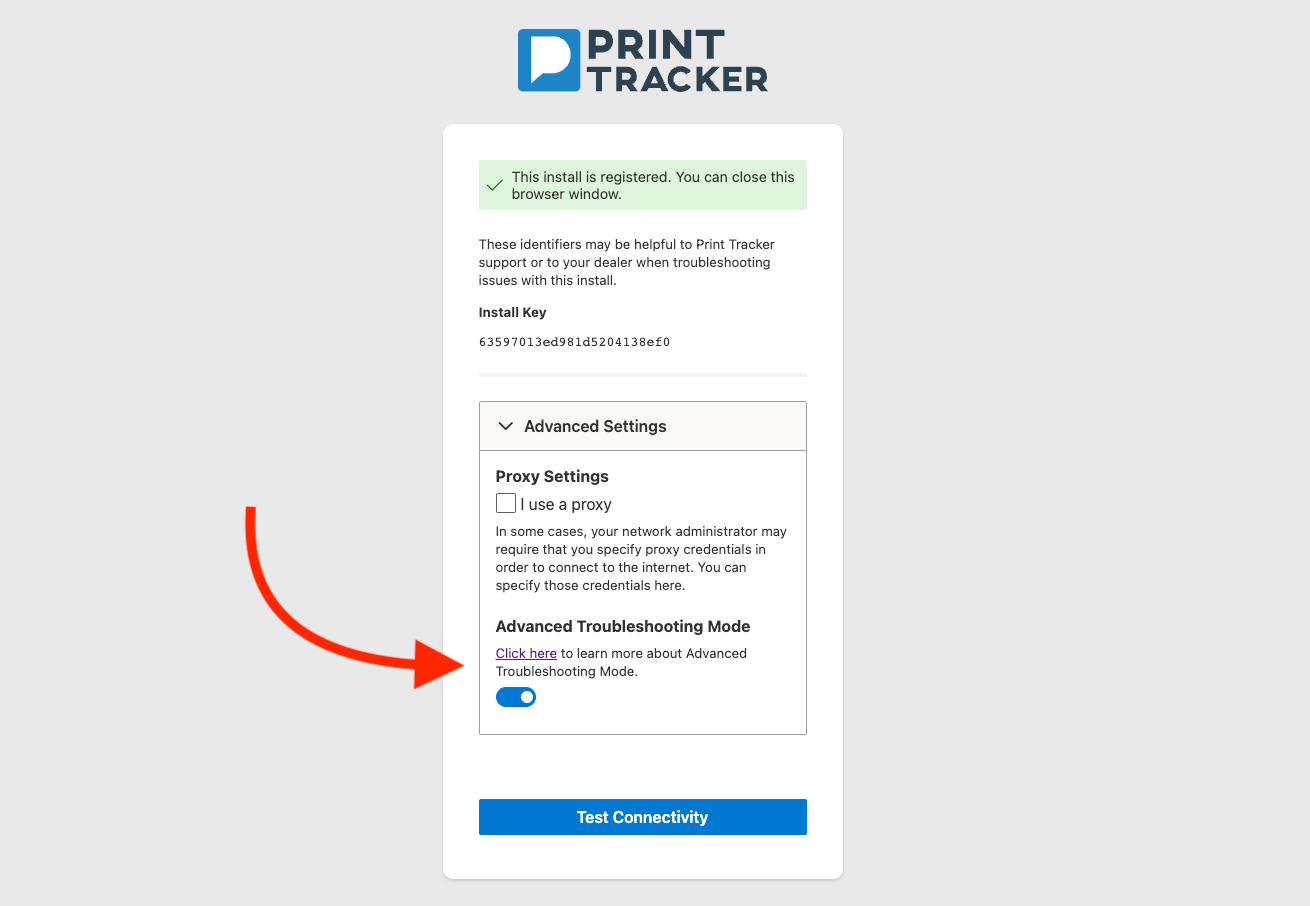 PRINT
TRACKER
This install is registered. You can close this
browser window.
These identifiers may be helpful to Print Tracker
support or to your dealer when troubleshooting
issues with this install.
Install Key
63597013ed981d5204138ef0
Advanced Settings
Proxy Settings
I use a proxy
In some cases, your network administrator may
require that you specify proxy credentials in
order to connect to the internet. You can
specify those credentials here.
Advanced Troubleshooting Mode
Click here to learn more about Advanced
Troubleshooting Mode.
Test Connectivity